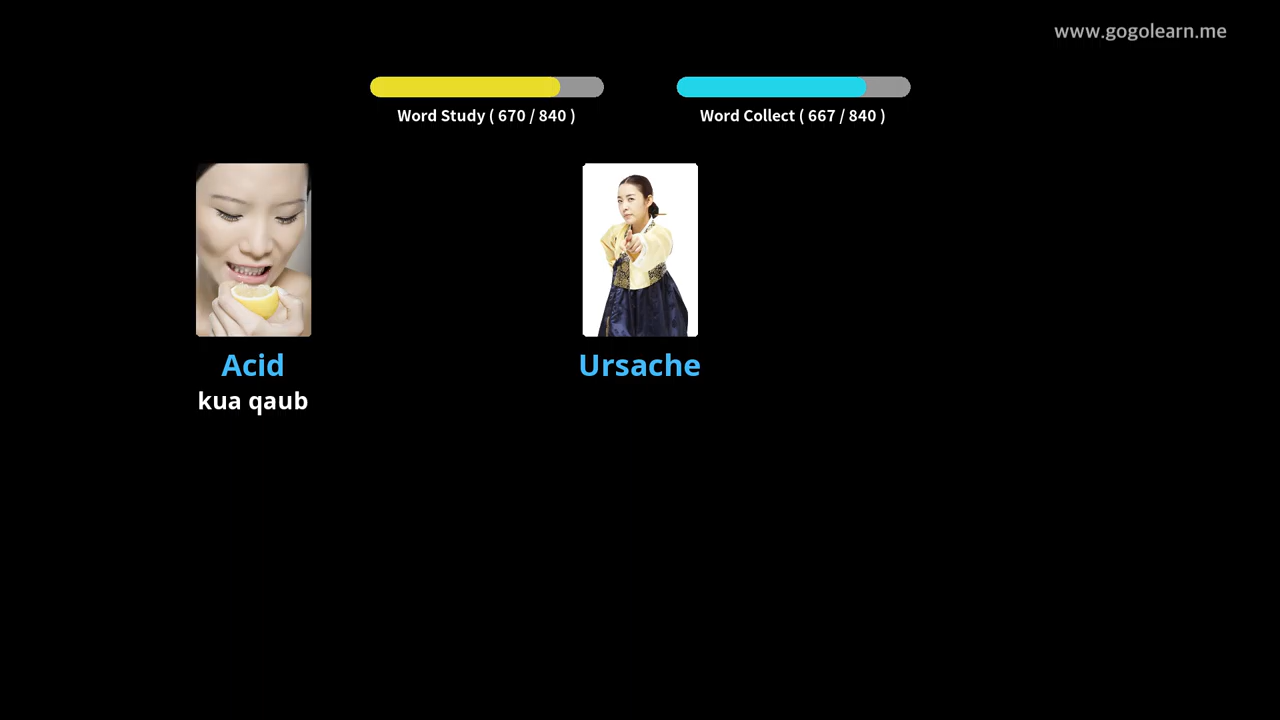 www.gogolearn.me
Word Study ( 670 / 840 )
Word Collect ( 667 / 840 )
Acid
kua qaub
Ursache